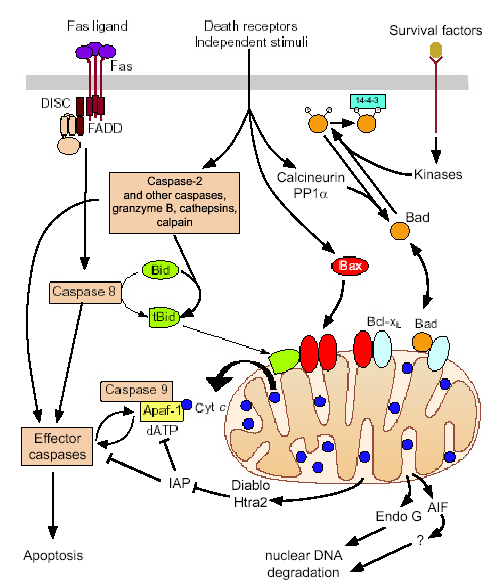 Fas ligand
Death receptors
Independent stimuli
Survival factors
Fas
DISC
FADD
14-4-3
Caspase-2
and other caspases,
granzyme B, cathepsins,
calpain
Calcineurin
PP1α
Kinases
Bad
Bid
Bax
Caspase 8
tBid
Bcl-xL
Bad
Caspase 9
Apaf-1
Cyt c
dATP
Effector
caspases
IAP
Diablo
Htra2
Endo G
AIF
?
Apoptosis
nuclear DNA
degradation